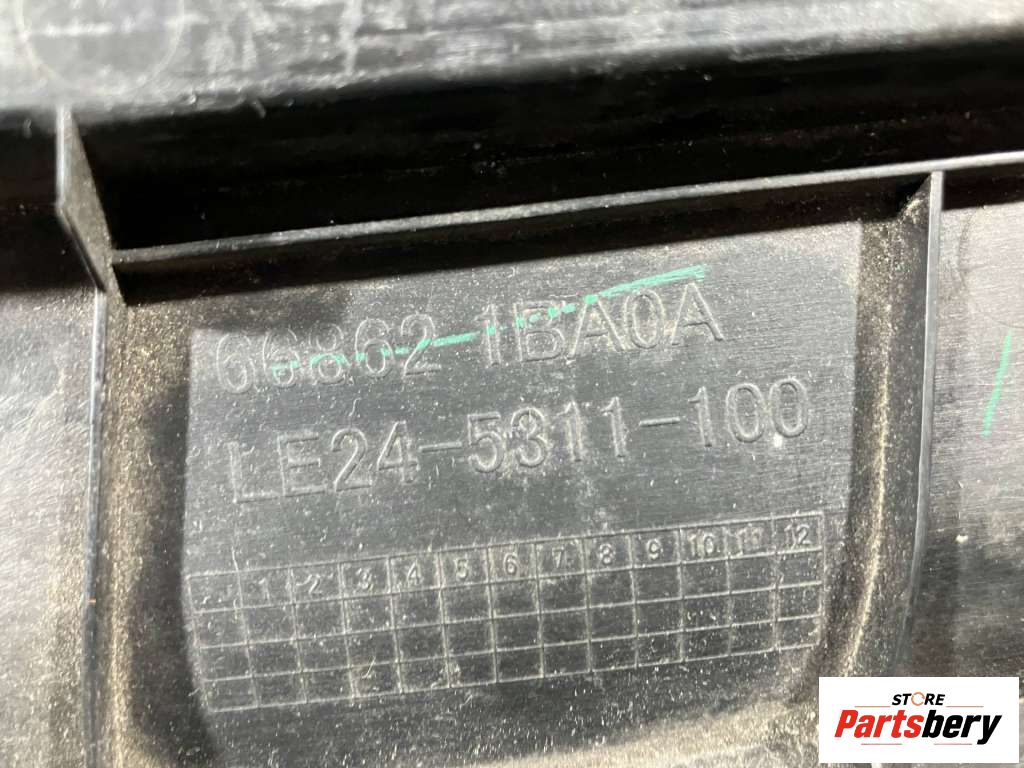 66862-1BA0A
LE24-5311-100
1 2 3 4 5 6 7 8 9 10 11 12
STORE
Partsbery